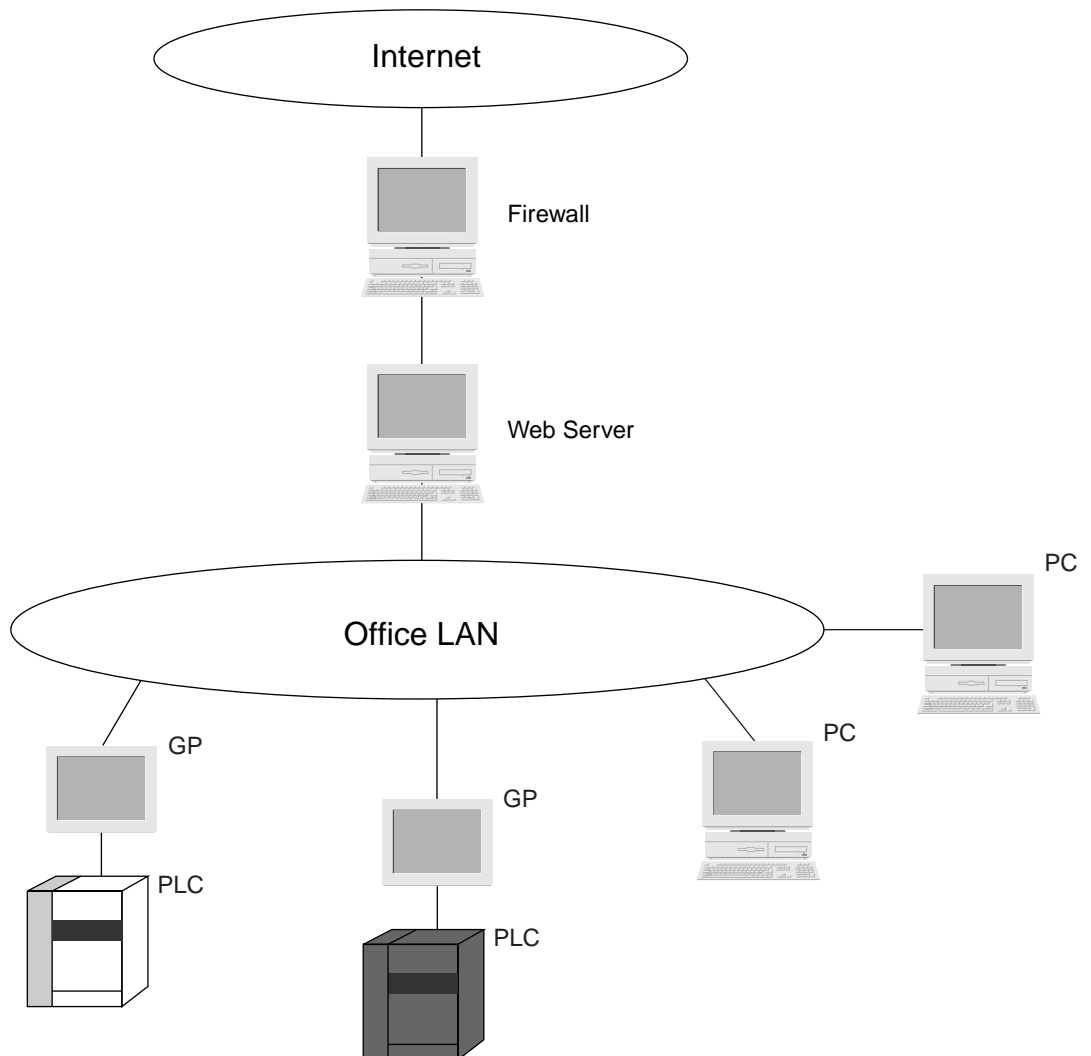 Internet
Firewall
Web Server
PC
Office LAN
PC
GP
GP
PLC
PLC